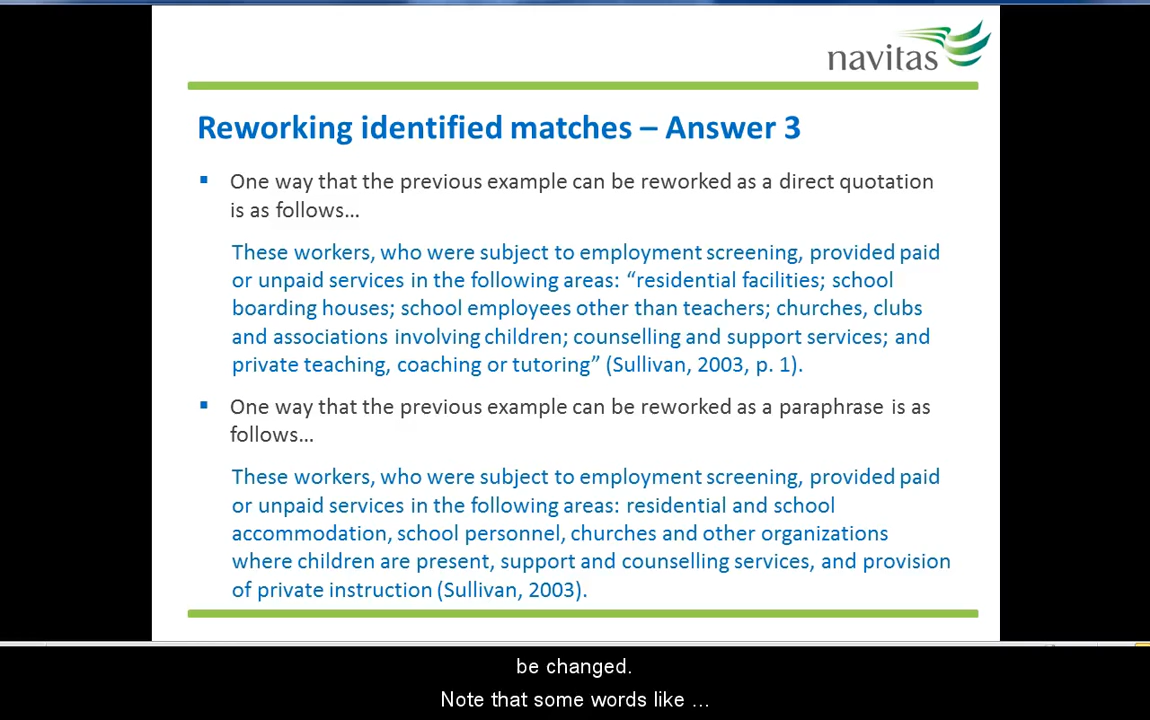 navitas
Reworking identified matches – Answer 3
▪ One way that the previous example can be reworked as a direct quotation
is as follows…
These workers, who were subject to employment screening, provided paid
or unpaid services in the following areas: “residential facilities; school
boarding houses; school employees other than teachers; churches, clubs
and associations involving children; counselling and support services; and
private teaching, coaching or tutoring” (Sullivan, 2003, p. 1).
▪ One way that the previous example can be reworked as a paraphrase is as
follows…
These workers, who were subject to employment screening, provided paid
or unpaid services in the following areas: residential and school
accommodation, school personnel, churches and other organizations
where children are present, support and counselling services, and provision
of private instruction (Sullivan, 2003).
be changed.
Note that some words like ...